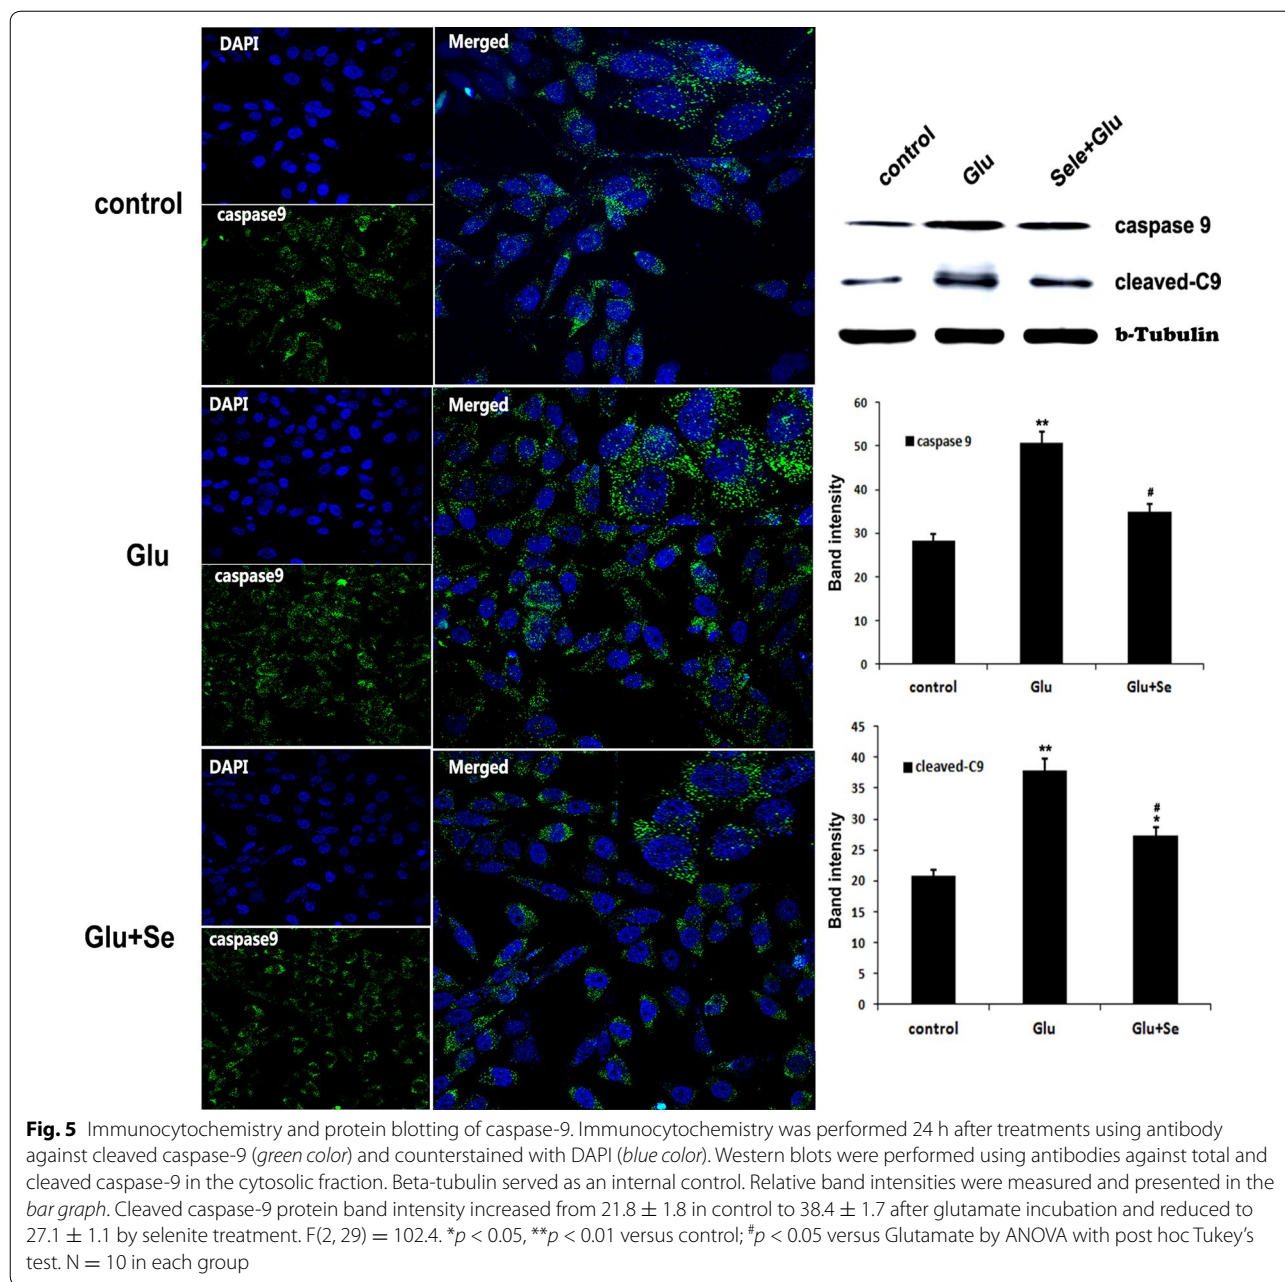 DAPI
Merged
control
caspase9
DAPI
Merged
Glu
caspase9
DAPI
Merged
Glu+Se
caspase9
control
Glu
Sele+Glu
caspase 9
cleaved-C9
b-Tubulin
60
50
40
30
20
10
0
Band intensity
caspase 9
**
#
control
Glu
Glu+Se
45
40
35
30
25
20
15
10
5
0
Band intensity
cleaved-C9
**
#
*
control
Glu
Glu+Se
Fig. 5 Immunocytochemistry and protein blotting of caspase-9. Immunocytochemistry was performed 24 h after treatments using antibody
against cleaved caspase-9 (green color) and counterstained with DAPI (blue color). Western blots were performed using antibodies against total and
cleaved caspase-9 in the cytosolic fraction. Beta-tubulin served as an internal control. Relative band intensities were measured and presented in the
bar graph. Cleaved caspase-9 protein band intensity increased from 21.8 ± 1.8 in control to 38.4 ± 1.7 after glutamate incubation and reduced to
27.1 ± 1.1 by selenite treatment. F(2, 29) = 102.4. *p < 0.05, **p < 0.01 versus control; #p < 0.05 versus Glutamate by ANOVA with post hoc Tukey's
test. N = 10 in each group